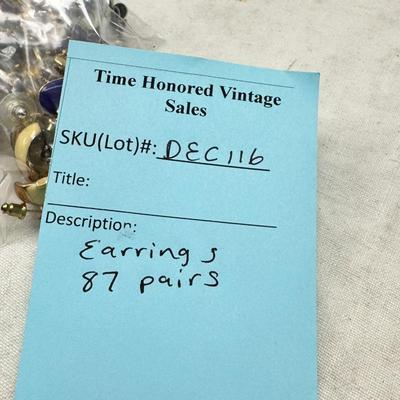 Time Honored Vintage
Sales
SKU(Lot)#: DEC116
Title:
Description:
Earrings
87 pairs